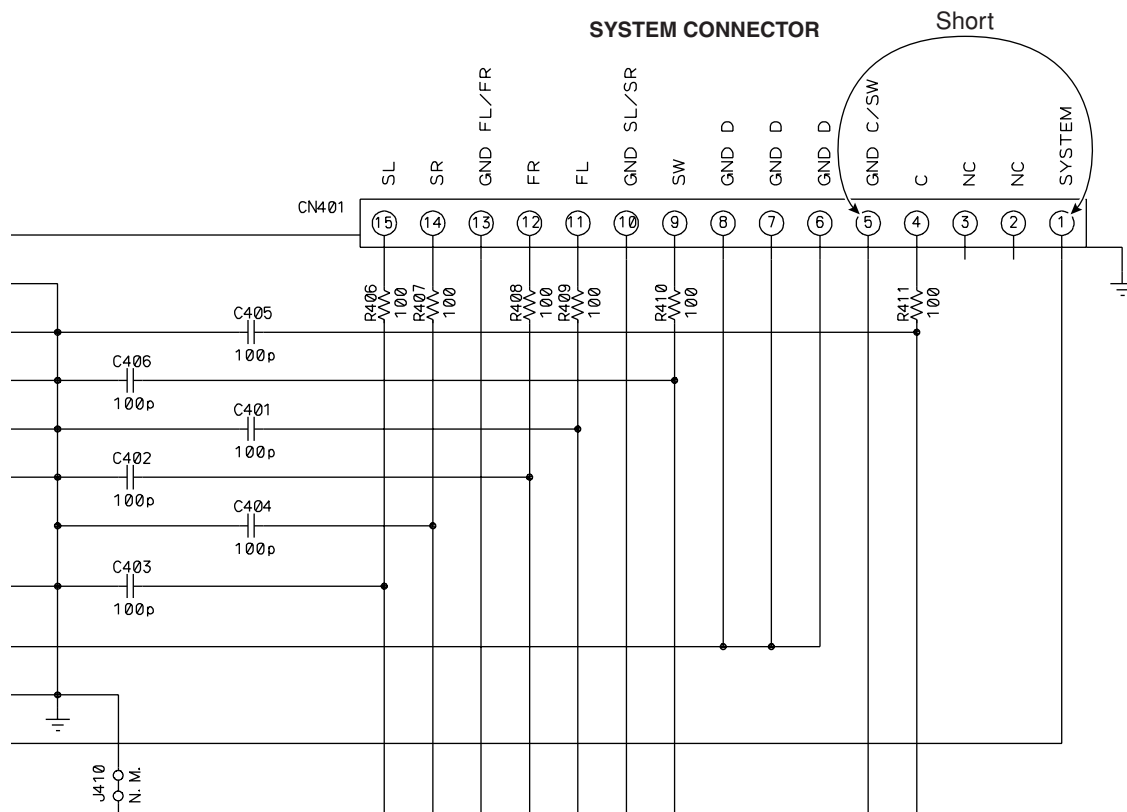 SYSTEM CONNECTOR
Short
SL
SR
GND FL/FR
FR
FL
GND SL/SR
SW
GND D
GND D
GND D
GND C/SW
C
NC
NC
SYSTEM
CN401
15
14
13
12
11
10
9
8
7
6
5
4
3
2
1
R406
100
R407
100
R408
100
R409
100
R410
100
R411
100
C405
100p
C406
100p
C401
100p
C402
100p
C404
100p
C403
100p
J410
N. M.